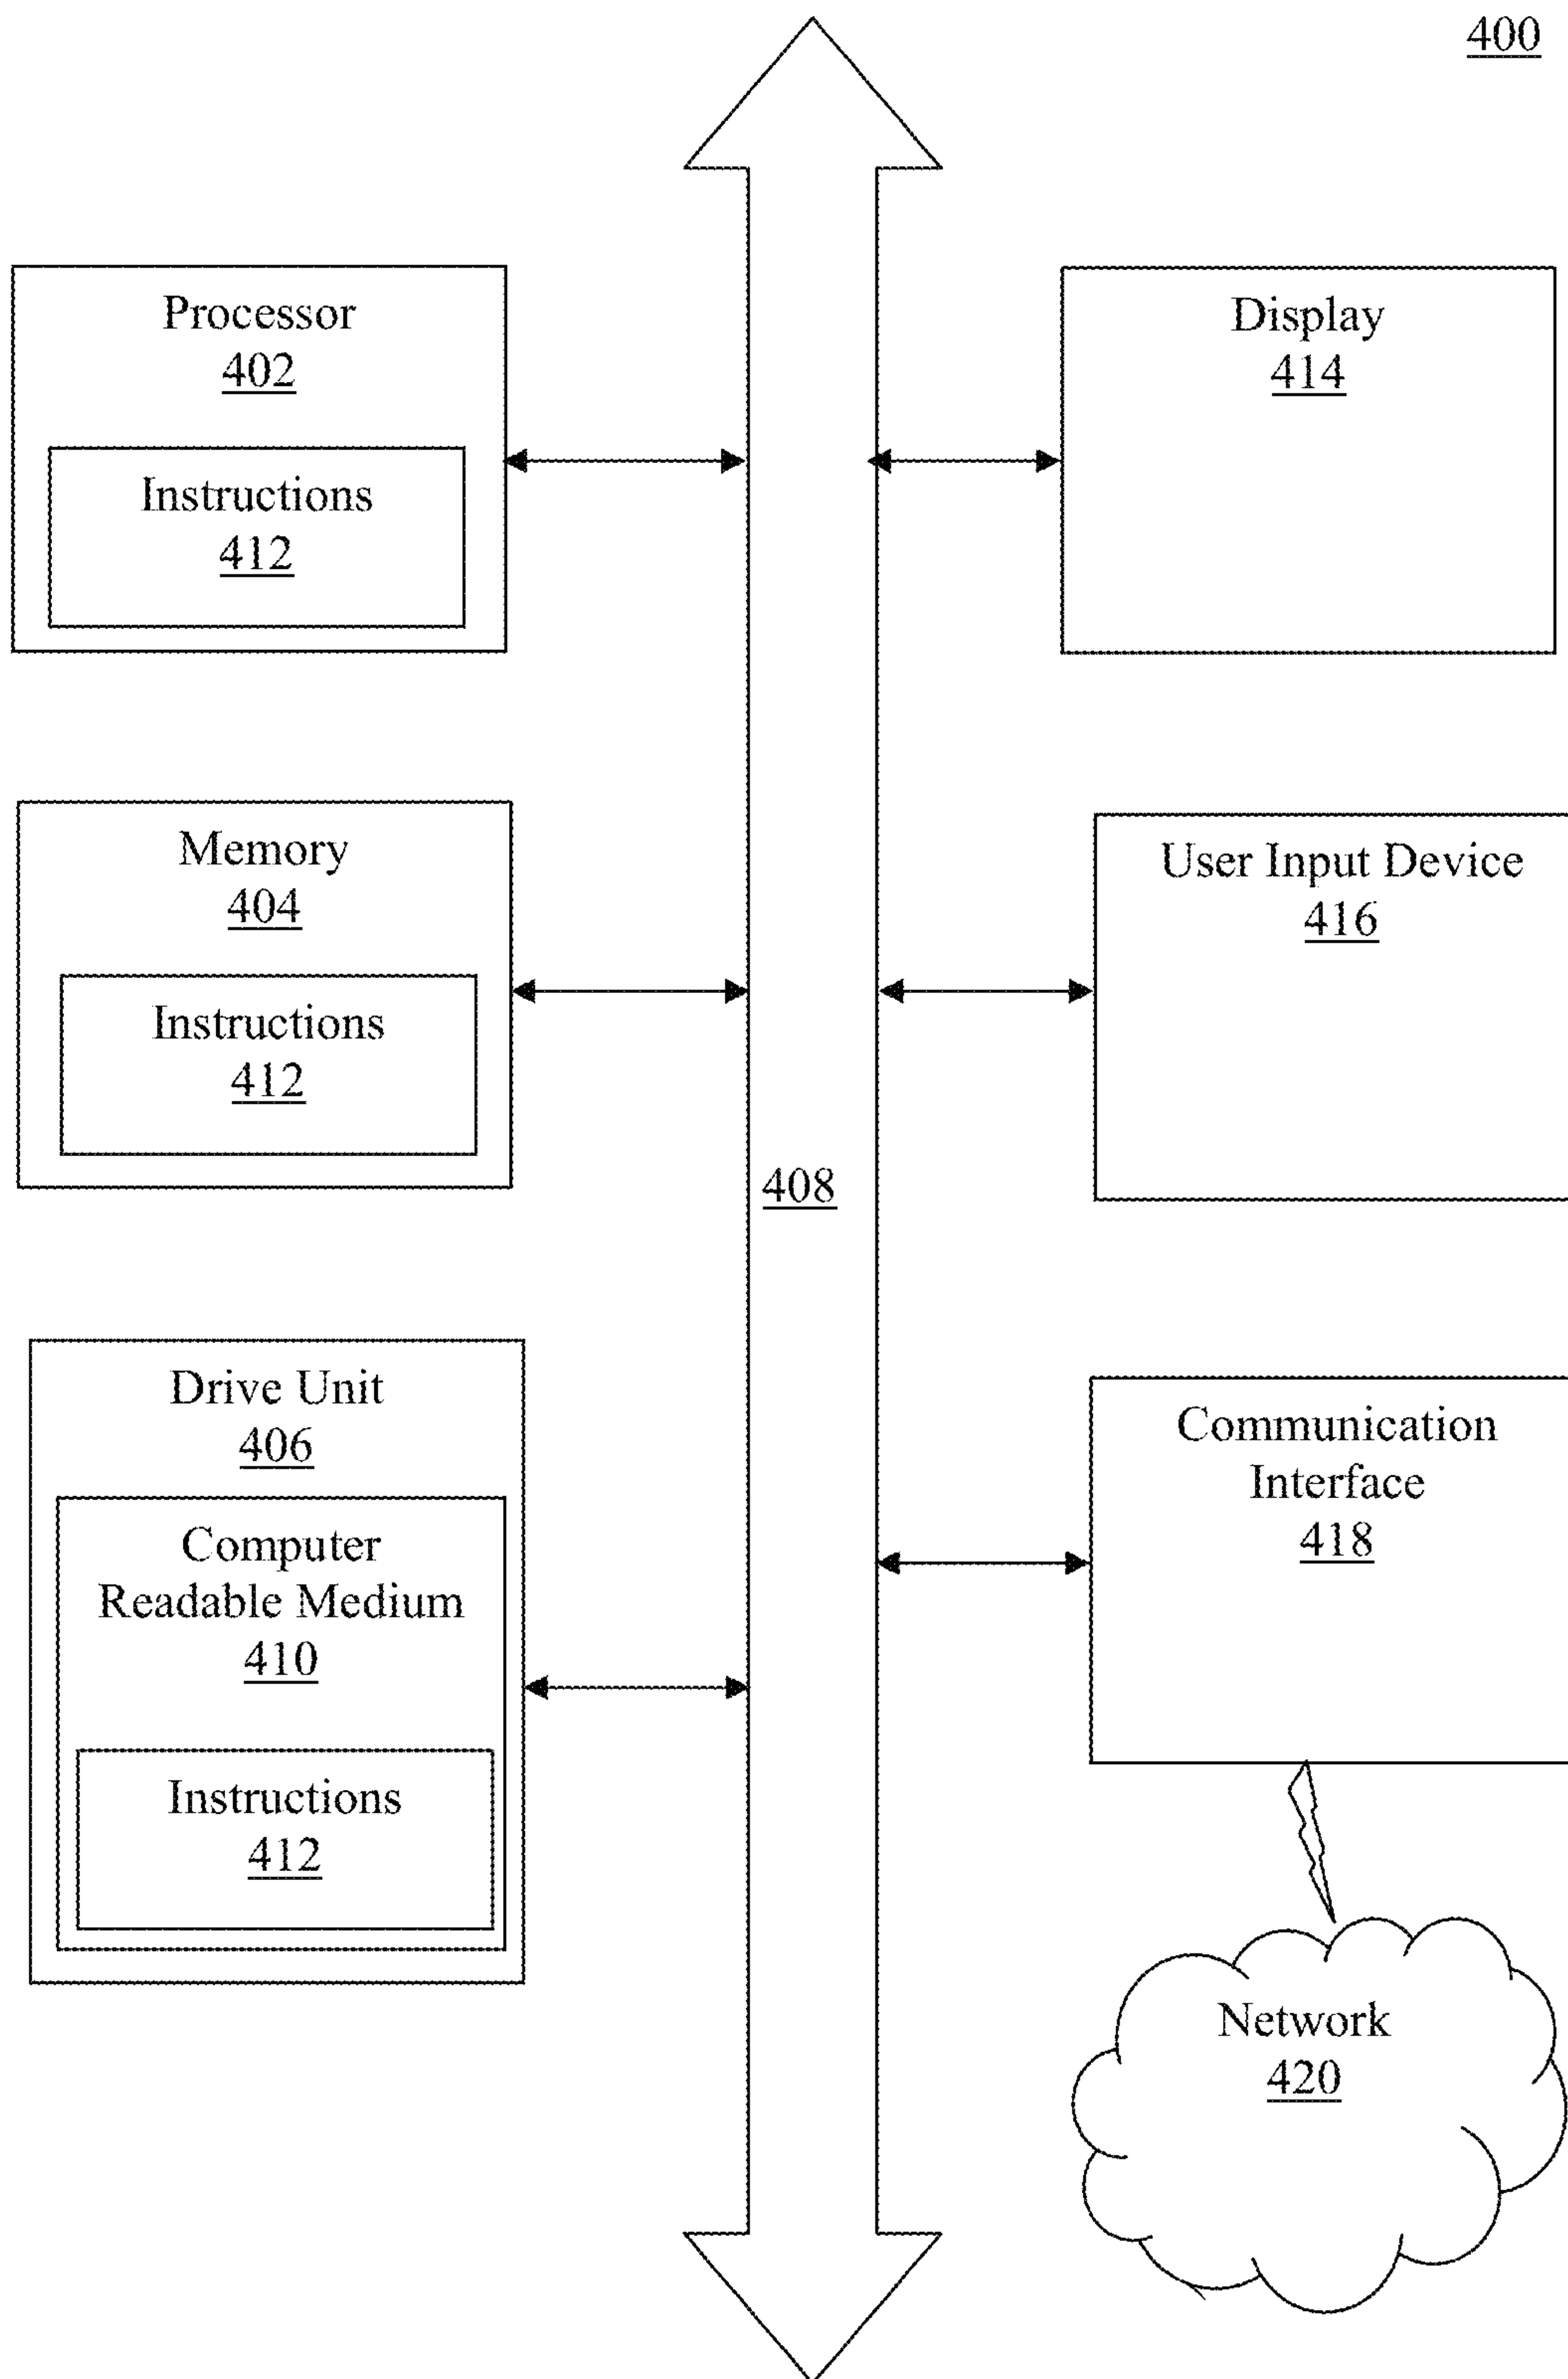 400
Processor
402
Instructions
412
Display
414
Memory
404
Instructions
412
User Input Device
416
408
Drive Unit
406
Computer
Readable Medium
410
Instructions
412
Communication
Interface
418
Network
420